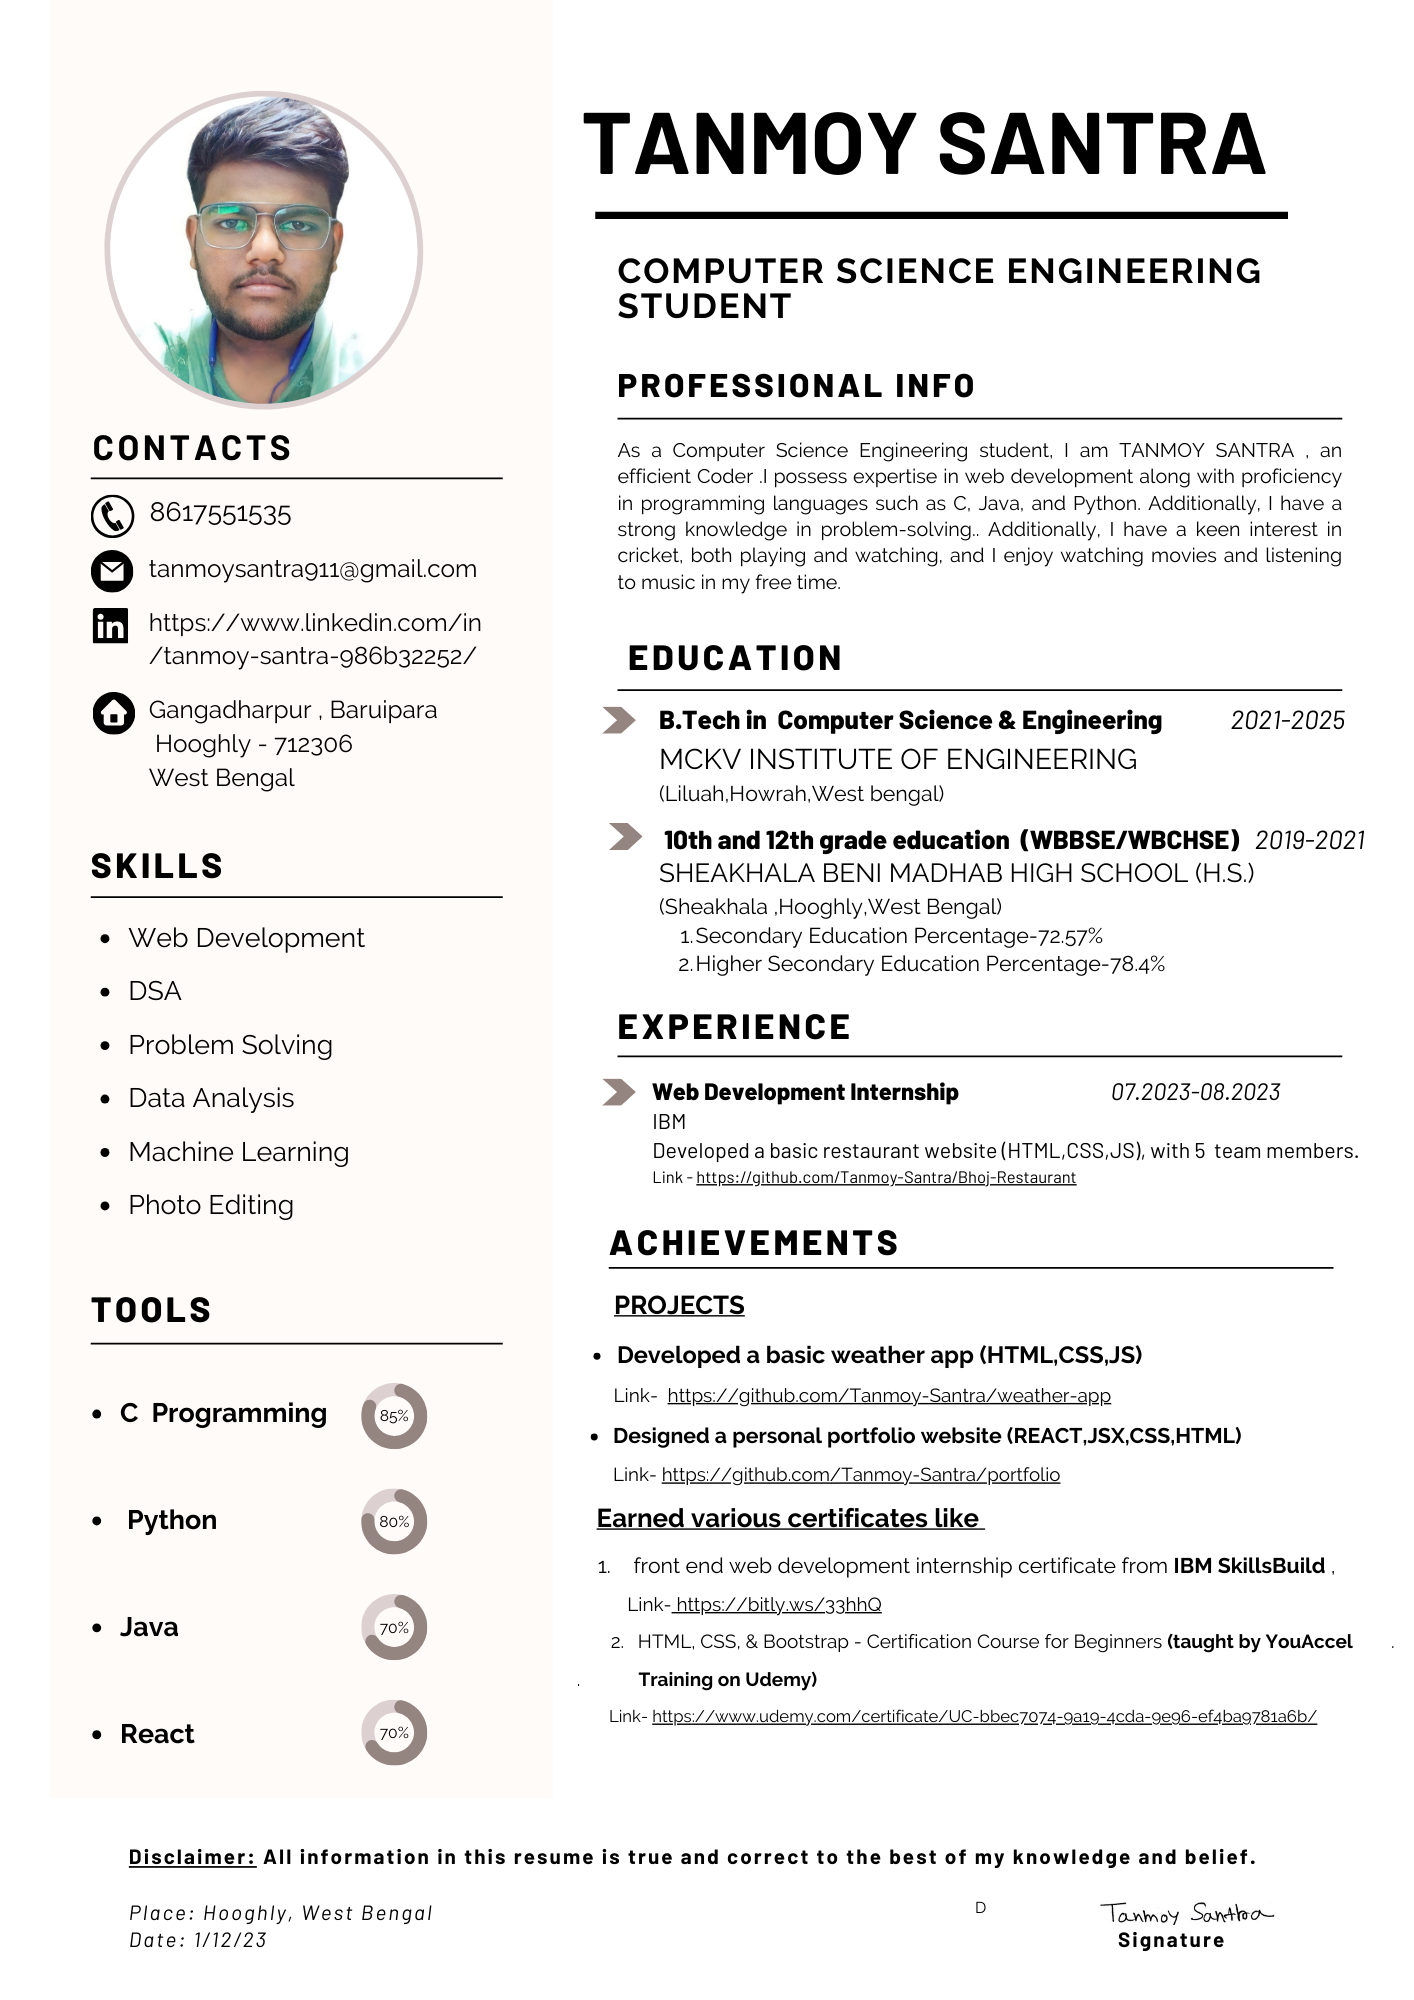 TANMOY SANTRA
COMPUTER SCIENCE ENGINEERING
STUDENT
CONTACTS
8617551535
tanmoysantra911@gmail.com
https://www.linkedin.com/in
/tanmoy-santra-986b32252/
Gangadharpur , Baruipara
Hooghly - 712306
West Bengal
SKILLS
• Web Development
• DSA
• Problem Solving
• Data Analysis
• Machine Learning
• Photo Editing
TOOLS
• C Programming 85%
• Python 80%
• Java 70%
• React 70%
PROFESSIONAL INFO
As a Computer Science Engineering student, I am TANMOY SANTRA , an
efficient Coder .I possess expertise in web development along with proficiency
in programming languages such as C, Java, and Python. Additionally, I have a
strong knowledge in problem-solving.. Additionally, I have a keen interest in
cricket, both playing and watching, and I enjoy watching movies and listening
to music in my free time.
EDUCATION
B.Tech in Computer Science & Engineering 2021-2025
MCKV INSTITUTE OF ENGINEERING
(Liluah,Howrah,West bengal)
10th and 12th grade education (WBBSE/WBCHSE) 2019-2021
SHEAKHALA BENI MADHAB HIGH SCHOOL (H.S.)
(Sheakhala ,Hooghly,West Bengal)
1. Secondary Education Percentage-72.57%
2. Higher Secondary Education Percentage-78.4%
EXPERIENCE
Web Development Internship 07.2023-08.2023
IBM
Developed a basic restaurant website (HTML,CSS,JS), with 5 team members.
Link - https://github.com/Tanmoy-Santra/Bhoj-Restaurant
ACHIEVEMENTS
PROJECTS
• Developed a basic weather app (HTML,CSS,JS)
Link- https://github.com/Tanmoy-Santra/weather-app
• Designed a personal portfolio website (REACT,JSX,CSS,HTML)
Link- https://github.com/Tanmoy-Santra/portfolio
Earned various certificates like
1. front end web development internship certificate from IBM SkillsBuild ,
Link- https://bitly.ws/33hhQ
2. HTML, CSS, & Bootstrap - Certification Course for Beginners (taught by YouAccel .
. Training on Udemy)
Link- https://www.udemy.com/certificate/UC-bbec7074-9a19-4cda-9e96-ef4ba9781a6b/
Disclaimer: All information in this resume is true and correct to the best of my knowledge and belief.
Place: Hooghly, West Bengal
Date: 1/12/23
D
Tanmoy Santra
Signature